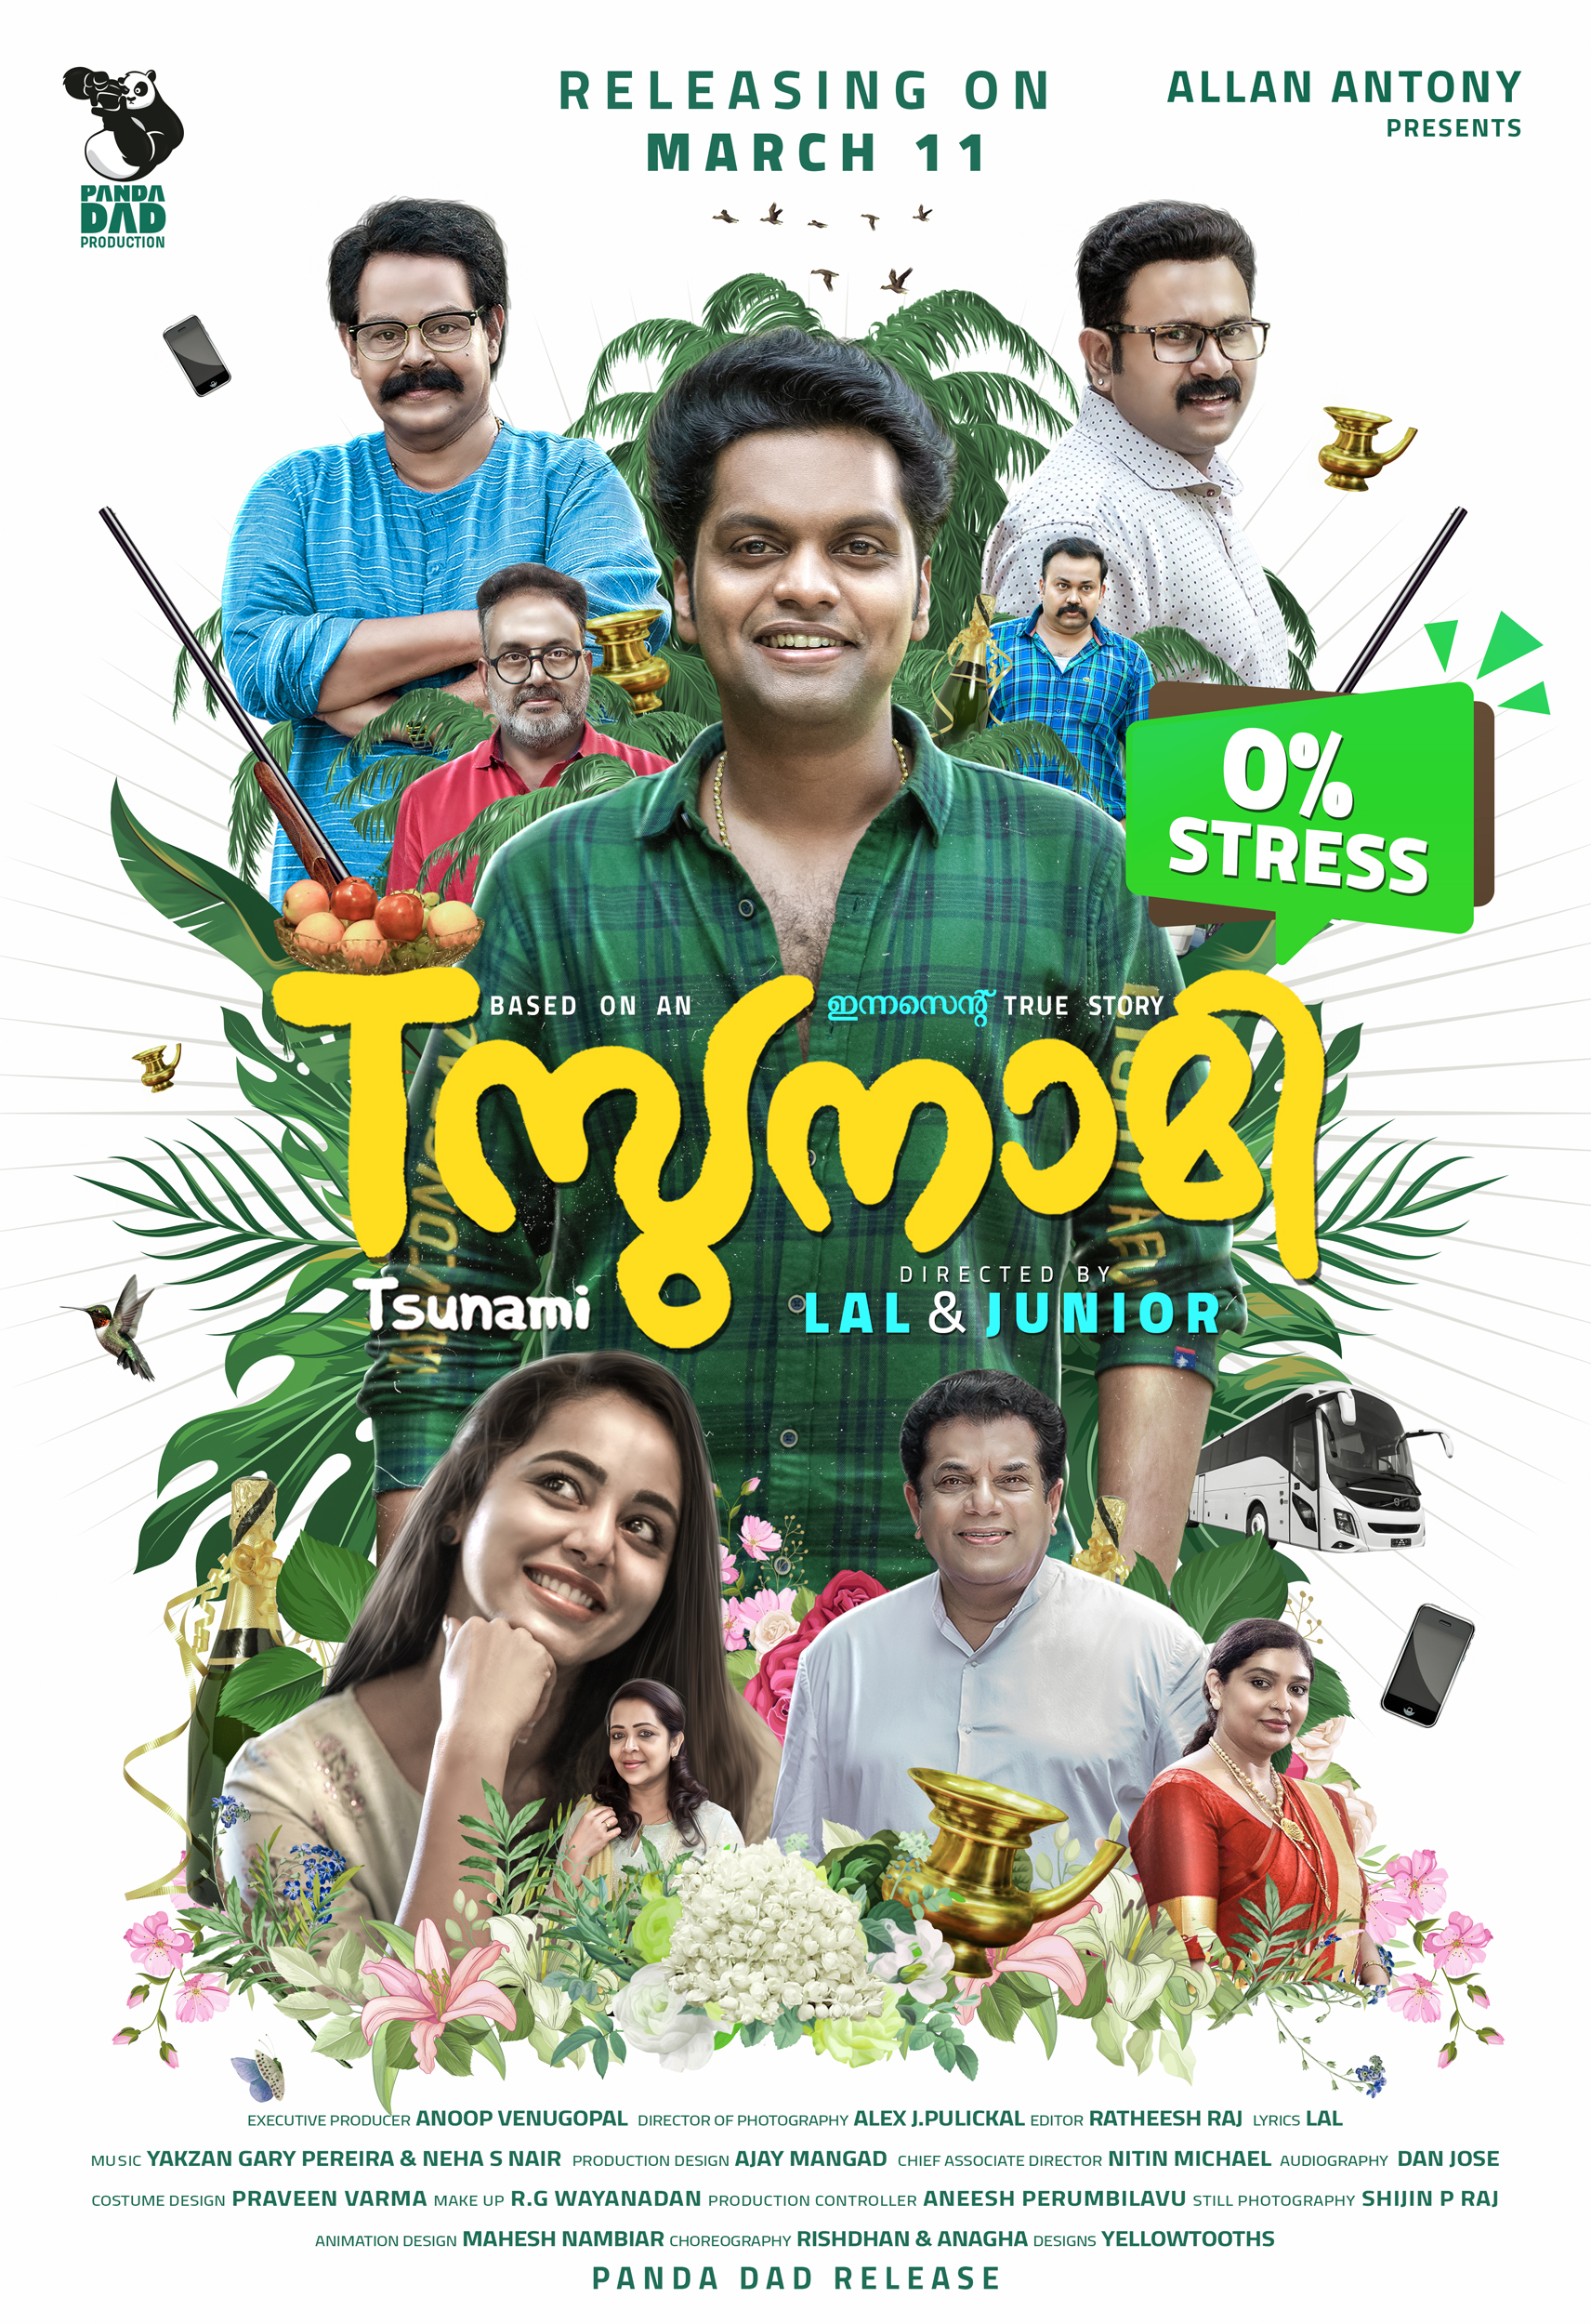 PANDA
DAD
PRODUCTION
RELEASING ON
MARCH 11
ALLAN ANTONY
PRESENTS
0%
STRESS
BASED ON AN ഇന്നസെന്റ് TRUE STORY
Tസുനാമി
Tsunami
DIRECTED BY
LAL & JUNIOR
EXECUTIVE PRODUCER ANOOP VENUGOPAL DIRECTOR OF PHOTOGRAPHY ALEX J.PULICKAL EDITOR RATHEESH RAJ LYRICS LAL
MUSIC YAKZAN GARY PEREIRA & NEHA S NAIR PRODUCTION DESIGN AJAY MANGAD CHIEF ASSOCIATE DIRECTOR NITIN MICHAEL AUDIOGRAPHY DAN JOSE
COSTUME DESIGN PRAVEEN VARMA MAKE UP R.G WAYANADAN PRODUCTION CONTROLLER ANEESH PERUMBILAVU STILL PHOTOGRAPHY SHIJIN P RAJ
ANIMATION DESIGN MAHESH NAMBIAR CHOREOGRAPHY RISHDHAN & ANAGHA DESIGNS YELLOWTOOTHS
PANDA DAD RELEASE